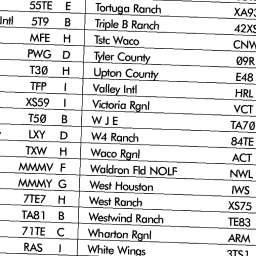 55TE E Tortuga Ranch XA93
Intl 5T9 B Triple B Ranch 42XS
MFE H Tstc Waco CNW
PWG D Tyler County 09R
T30 H Upton County E48
TFP I Valley Intl HRL
XS59 I Victoria Rgnl VCT
T50 B W J E TA70
LXY D W4 Ranch 84TE
TXW H Waco Rgnl ACT
MMMV F Waldron Fld NOLF NWL
MMMY G West Houston IWS
7TE7 H West Ranch XS75
TA81 B Westwind Ranch TE83
71TE C Wharton Rgnl ARM
RAS I White Wings 3TS1